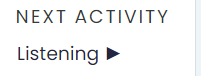 NEXT ACTIVITY
Listening ►